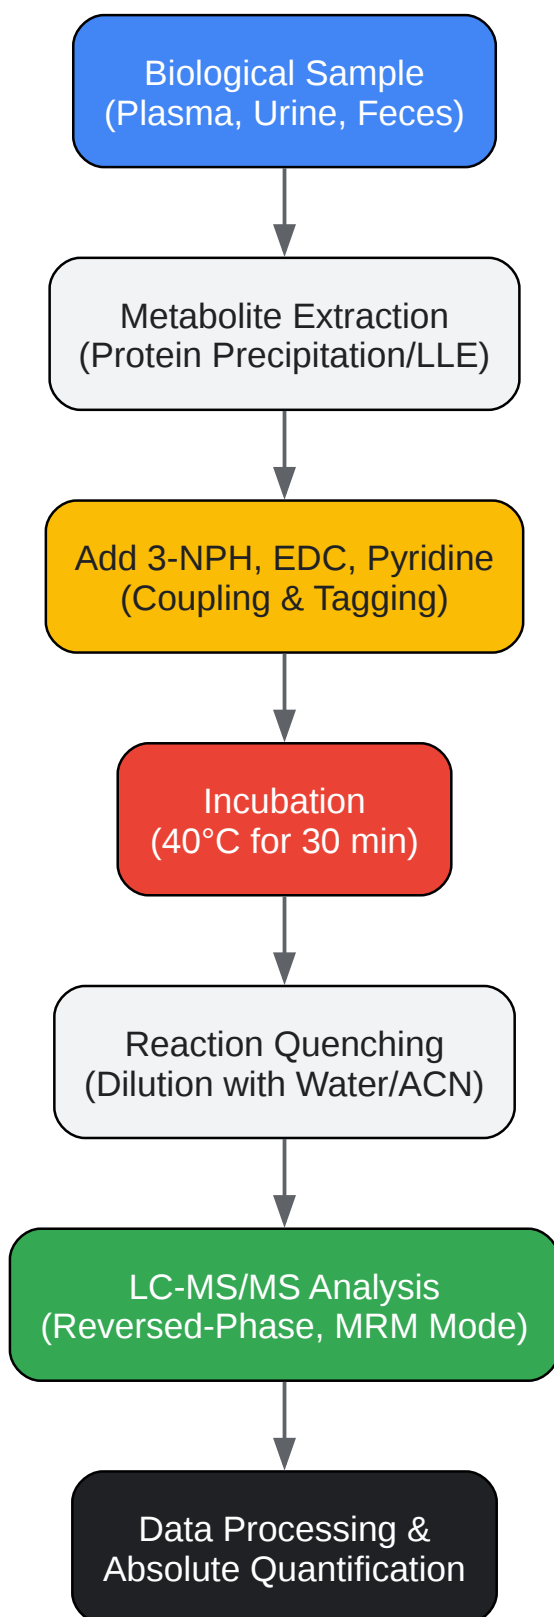 Biological Sample
(Plasma, Urine, Feces)
Metabolite Extraction
(Protein Precipitation/LLE)
Add 3-NPH, EDC, Pyridine
(Coupling & Tagging)
Incubation
(40°C for 30 min)
Reaction Quenching
(Dilution with Water/ACN)
LC-MS/MS Analysis
(Reversed-Phase, MRM Mode)
Data Processing &
Absolute Quantification